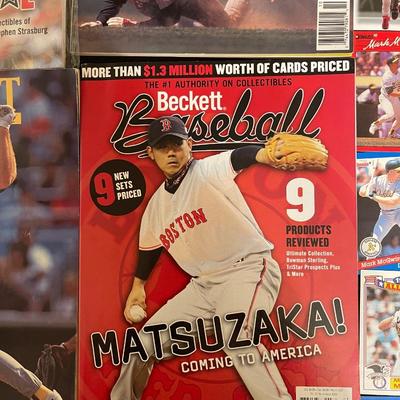 ctibles of
phen Strasburg
MORE THAN $1.3 MILLION WORTH OF CARDS PRICED
THE #1 AUTHORITY ON COLLECTIBLES
Beckett
Baseball
9
NEW
SETS
PRICED
BOSTON
9
PRODUCTS
REVIEWED
Ultimate Collection,
Bowman Sterling,
TriStar Prospects Plus
& More
MATSUZAKA!
COMING TO AMERICA
Mark M
Mark McGwi